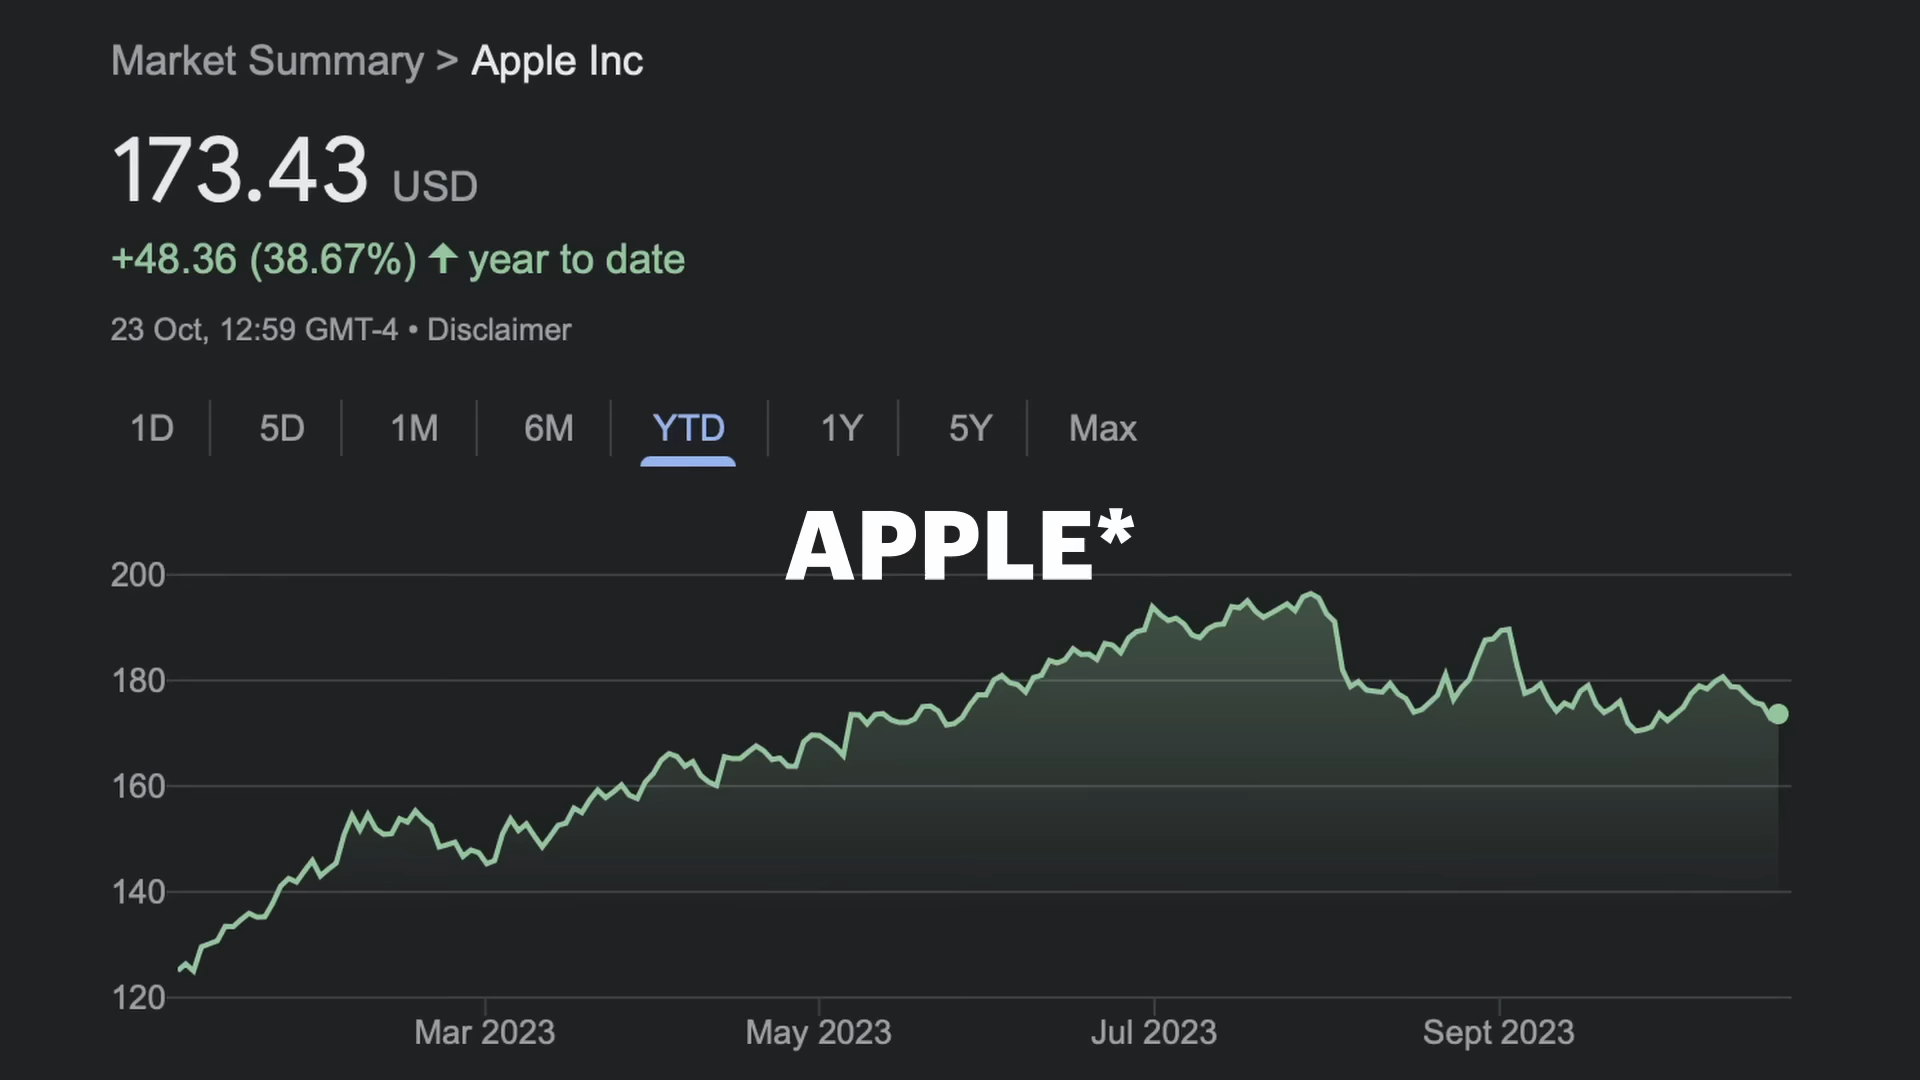 Market Summary > Apple Inc
173.43 USD
+48.36 (38.67%) ↑ year to date
23 Oct, 12:59 GMT-4 • Disclaimer
1D 5D 1M 6M YTD 1Y 5Y Max
APPLE*
200
180
160
140
120
Mar 2023 May 2023 Jul 2023 Sept 2023